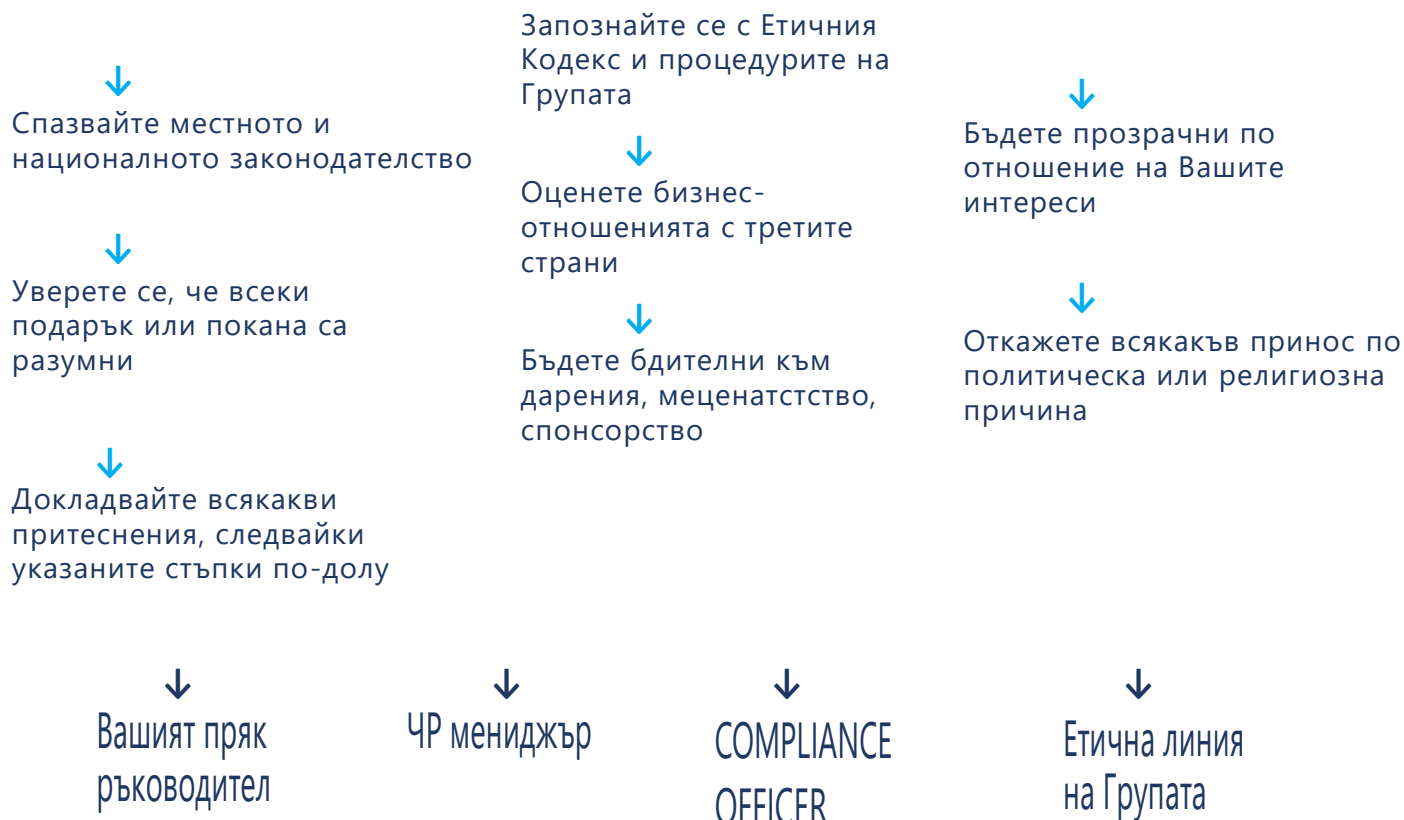 Запознайте се с Етичния
Кодекс и процедурите на
Групата
Спазвайте местното и
националното законодателство
Бъдете прозрачни по
отношение на Вашите
интереси
Оценете бизнес-
отношенията с третите
страни
Уверете се, че всеки
подарък или покана са
разумни
Бъдете бдителни към
дарения, меценатстство,
спонсорство
Откажете всякакъв принос по
политическа или религиозна
причина
Докладвайте всякакви
притеснения, следвайки
указаните стъпки по-долу
Вашият пряк
ръководител
ЧР мениджър
COMPLIANCE
OFFICER
Етична линия
на Групата